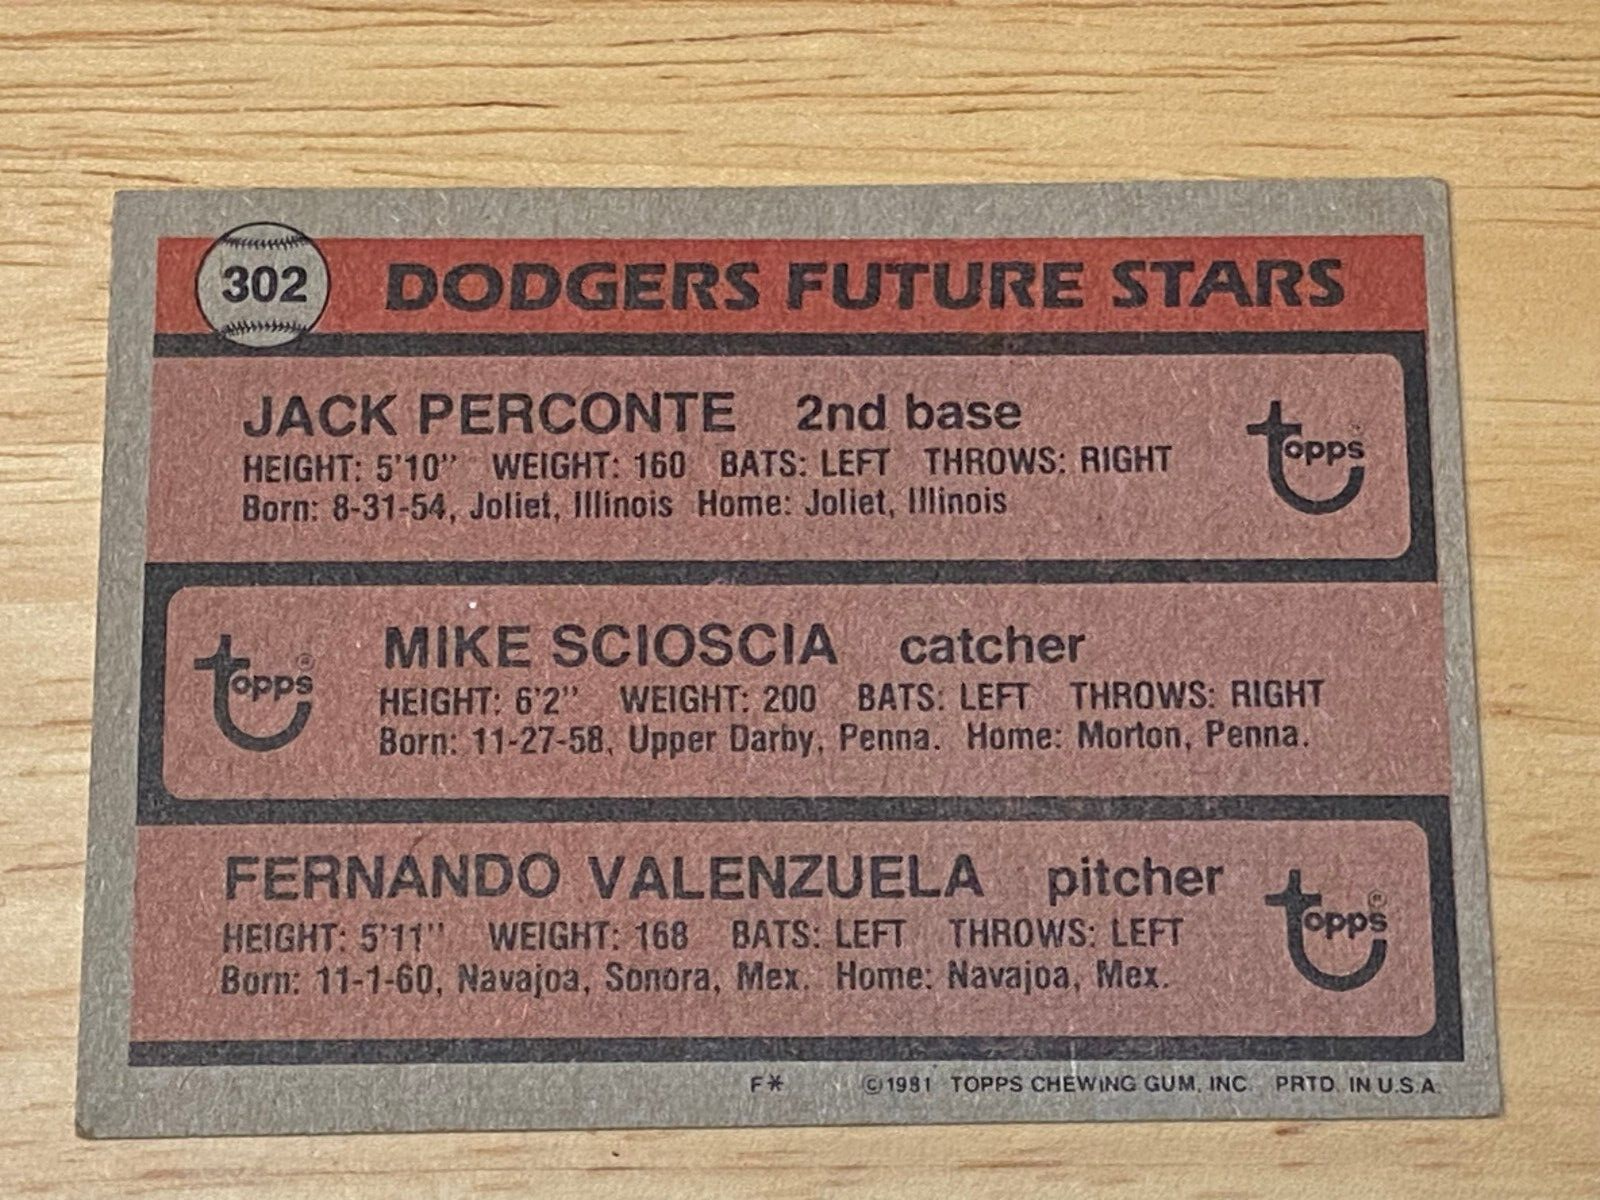 302 DODGERS FUTURE STARS
JACK PERCONTE 2nd base
HEIGHT: 5'10" WEIGHT: 160 BATS: LEFT THROWS: RIGHT
Born: 8-31-54, Joliet, Illinois Home: Joliet, Illinois
topps®
MIKE SCIOSCIA catcher
HEIGHT: 6'2" WEIGHT: 200 BATS: LEFT THROWS: RIGHT
Born: 11-27-58, Upper Darby, Penna. Home: Morton, Penna.
topps®
FERNANDO VALENZUELA pitcher
HEIGHT: 5'11" WEIGHT: 168 BATS: LEFT THROWS: LEFT
Born: 11-1-60, Navajoa, Sonora, Mex. Home: Navajoa, Mex.
topps®
F* ©1981 TOPPS CHEWING GUM, INC. PRTD. IN U.S.A.